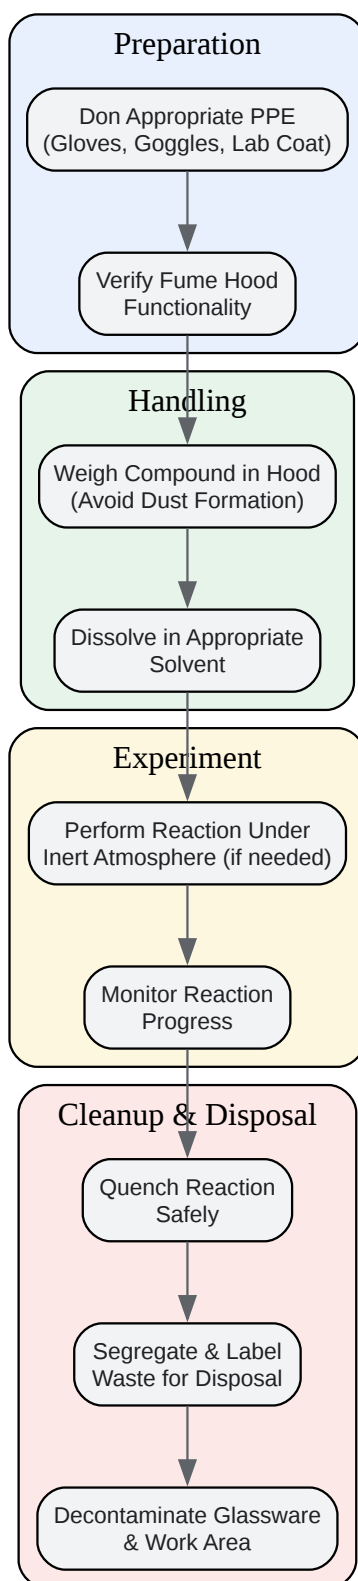 Preparation
Don Appropriate PPE
(Gloves, Goggles, Lab Coat)
Verify Fume Hood
Functionality
Handling
Weigh Compound in Hood
(Avoid Dust Formation)
Dissolve in Appropriate
Solvent
Experiment
Perform Reaction Under
Inert Atmosphere (if needed)
Monitor Reaction
Progress
Cleanup & Disposal
Quench Reaction
Safely
Segregate & Label
Waste for Disposal
Decontaminate Glassware
& Work Area